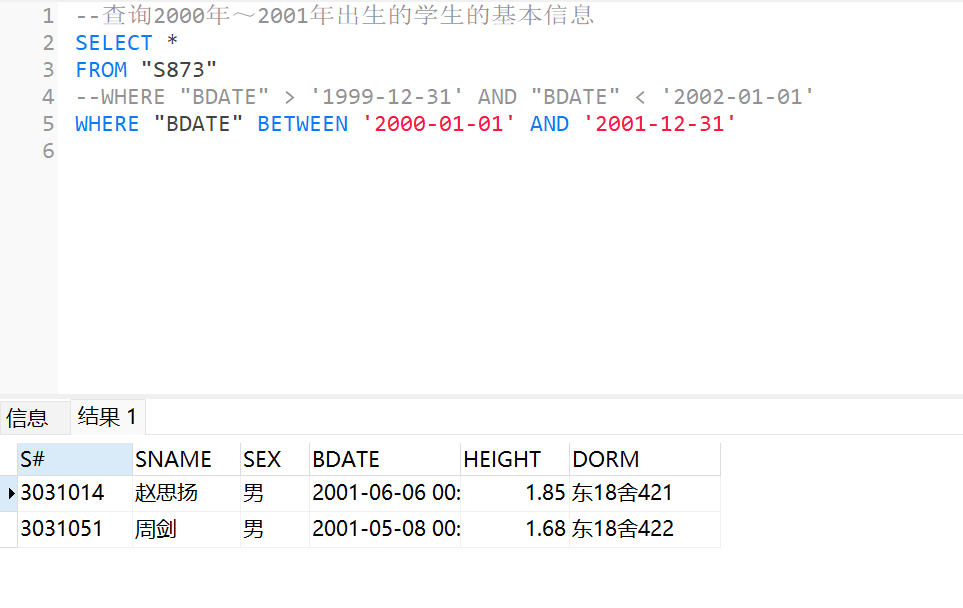 1 --查询2000年～2001年出生的学生的基本信息
2 SELECT *
3 FROM "S873"
4 --WHERE "BDATE" > '1999-12-31' AND "BDATE" < '2002-01-01'
5 WHERE "BDATE" BETWEEN '2000-01-01' AND '2001-12-31'
6
信息 结果 1
S# SNAME SEX BDATE HEIGHT DORM
3031014 赵思扬 男 2001-06-06 00: 1.85 东18舍421
3031051 周剑 男 2001-05-08 00: 1.68 东18舍422